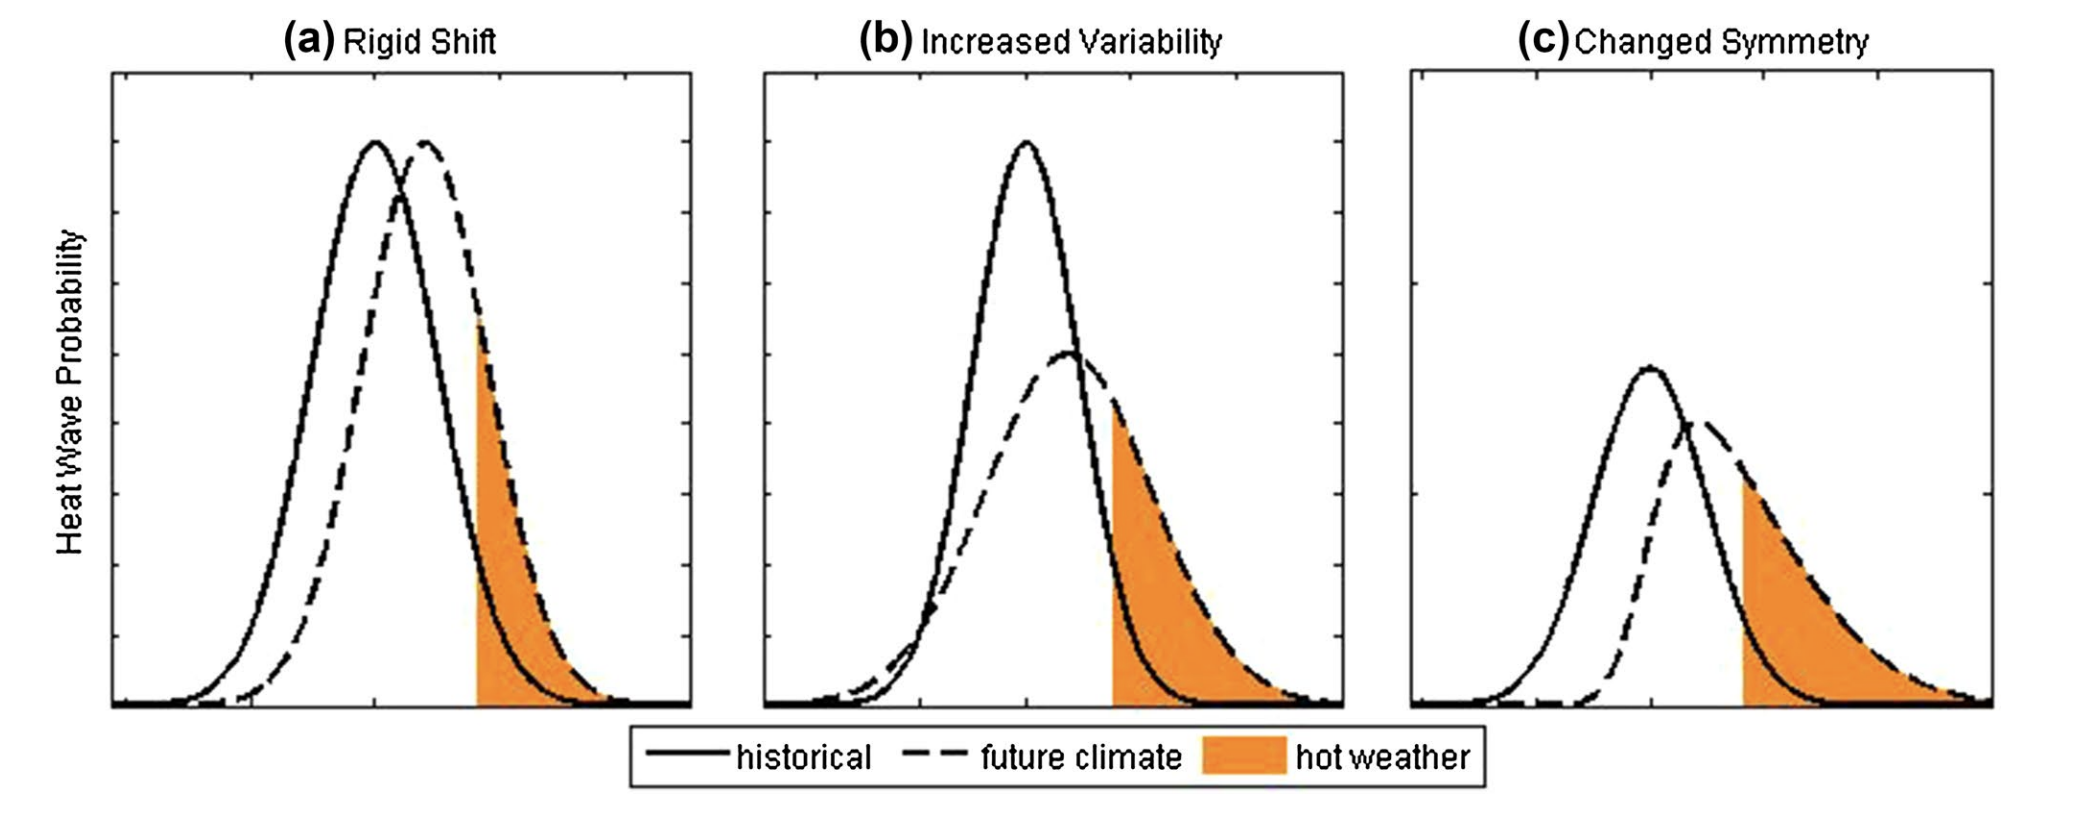 (a) Rigid Shift
(b) Increased Variability
(c) Changed Symmetry
Heat Wave Probability
historical
future climate
hot weather